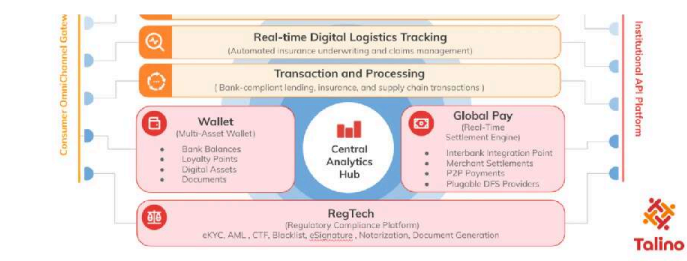 Consumer OmniChannel Gatew
Real-time Digital Logistics Tracking
(Automated insurance underwriting and claims management)
Transaction and Processing
( Bank-compliant lending, insurance, and supply chain transactions )
Wallet
(Multi-Asset Wallet)
• Bank Balances
• Loyalty Points
• Digital Assets
• Documents
Central
Analytics
Hub
Global Pay
(Real-Time
Settlement Engine)
• Interbank Integration Point
• Merchant Settlements
• P2P Payments
• Plugable DFS Providers
RegTech
(Regulatory Compliance Platform)
eKYC, AML , CTF, Blacklist, eSignature , Notarization, Document Generation
Institutional API Platform
Talino